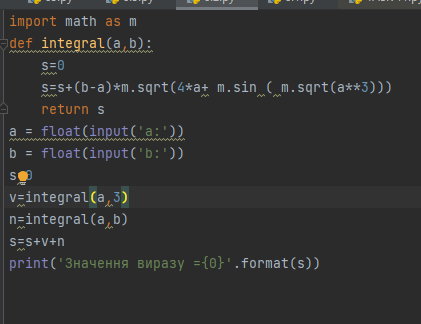 import math as m
def integral(a,b):
    s=0
    s=s+(b-a)*m.sqrt(4*a+ m.sin ( m.sqrt(a**3)))
    return s
a = float(input('a:'))
b = float(input('b:'))
s=0
v=integral(a,3)
n=integral(a,b)
s=s+v+n
print('Значення виразу ={0}'.format(s))